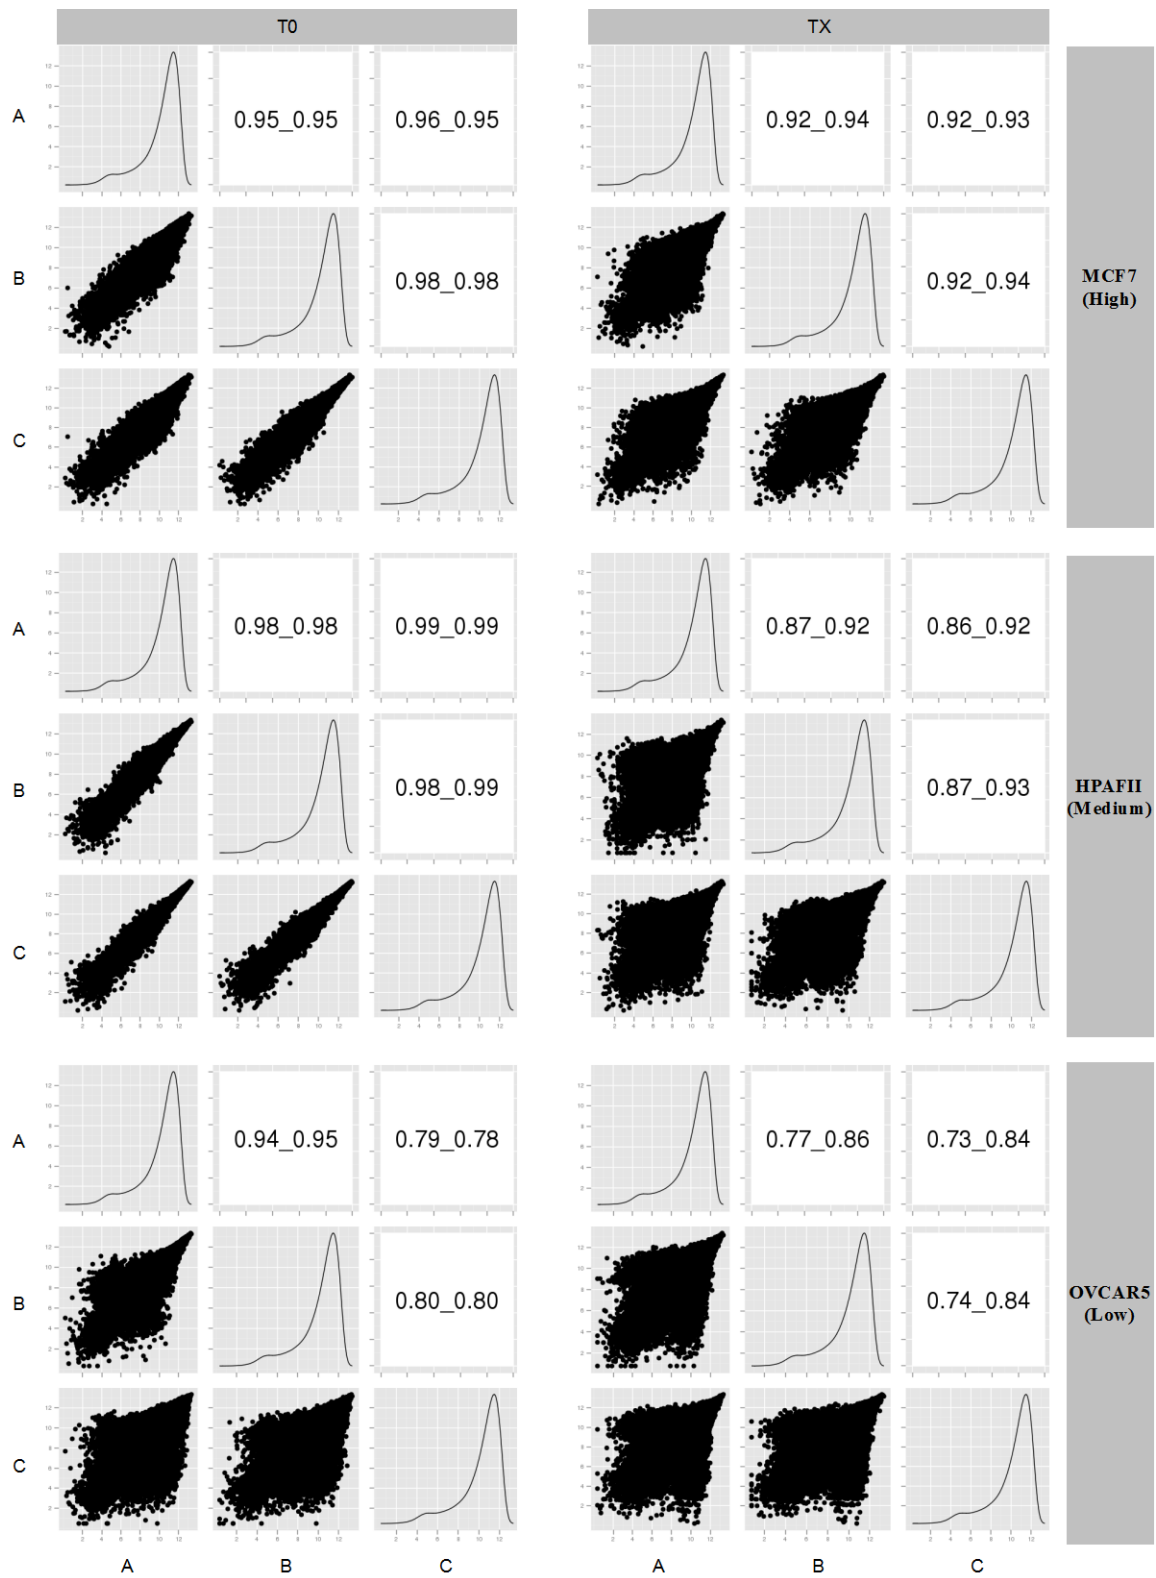 T0 TX
A 0.95_0.95 0.96_0.95 0.92_0.94 0.92_0.93
B 0.98_0.98 0.92_0.94
MCF7
(High)
C
A 0.98_0.98 0.99_0.99 0.87_0.92 0.86_0.92
B 0.98_0.99 0.87_0.93
HPAFII
(Medium)
C
A 0.94_0.95 0.79_0.78 0.77_0.86 0.73_0.84
B 0.80_0.80 0.74_0.84
OVCAR5
(Low)
C
A B C A B C